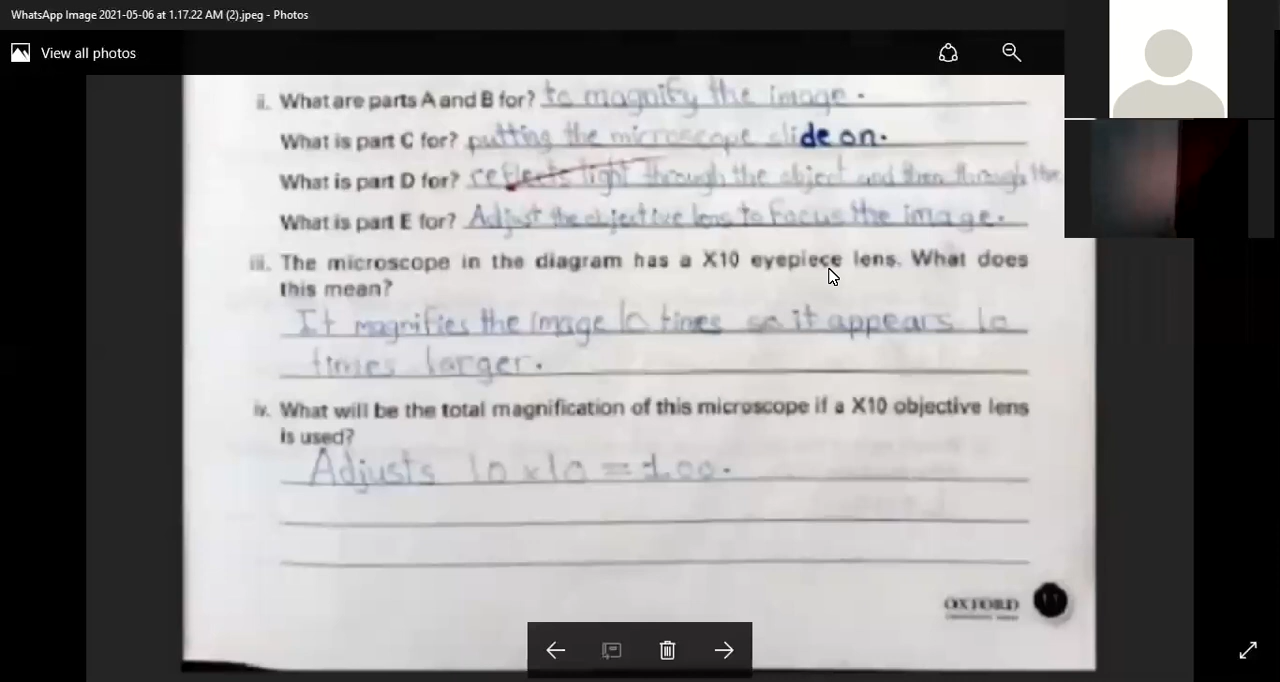 WhatsApp Image 2021-05-06 at 1.17.22 AM (2).jpeg - Photos
View all photos
ii. What are parts A and B for? to magnify the image.
What is part C for? putting the microscope slide on.
What is part D for? reflects light through the object and then through the
What is part E for? Adjust the objective lens to focus the image.
iii. The microscope in the diagram has a X10 eyepiece lens. What does
this mean?
It magnifies the image 10 times so it appears 10
times larger.
iv. What will be the total magnification of this microscope if a X10 objective lens
is used?
Adjusts 10 x 10 = 100.
OXFORD
11